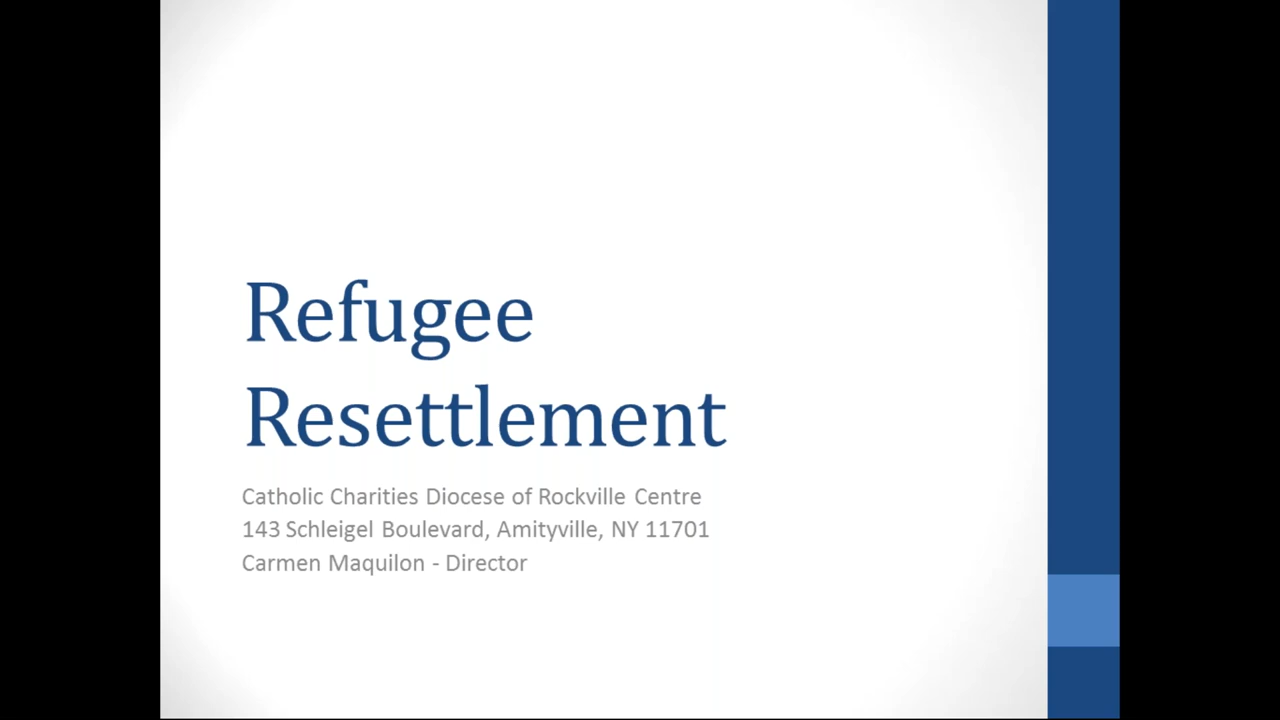 Refugee
Resettlement
Catholic Charities Diocese of Rockville Centre
143 Schleigel Boulevard, Amityville, NY 11701
Carmen Maquilon - Director